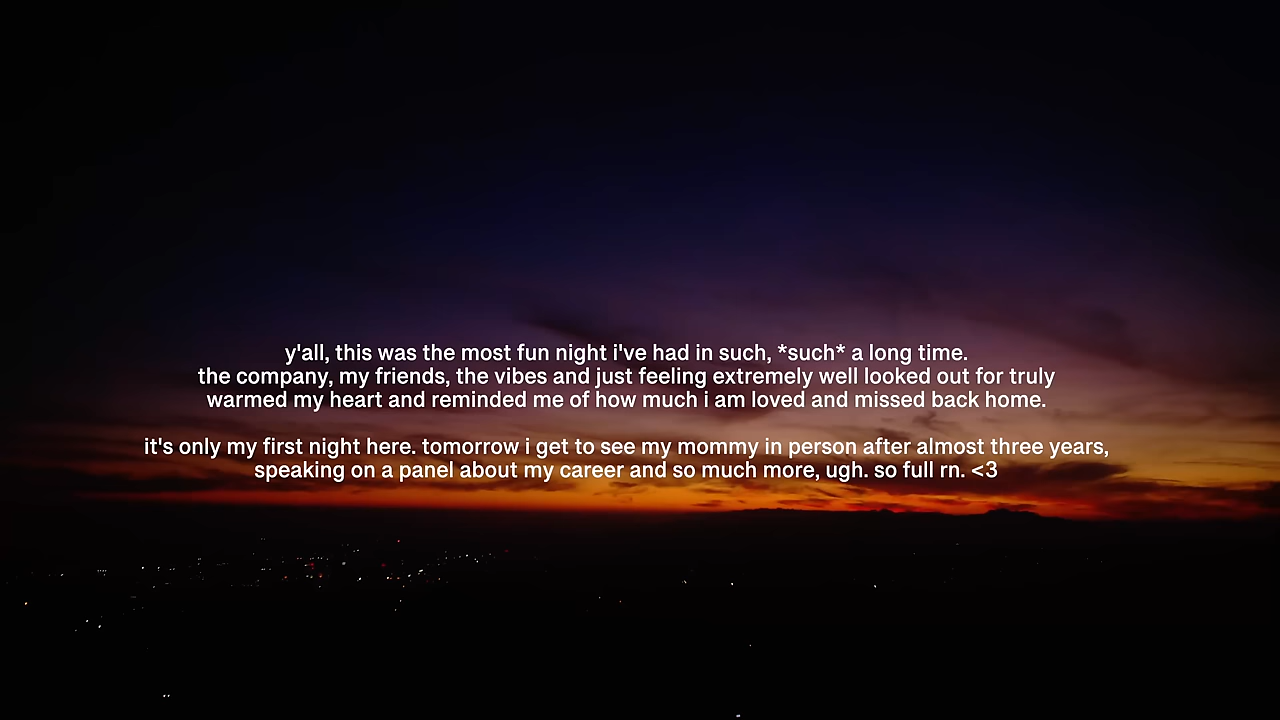 y'all, this was the most fun night i've had in such, *such* a long time.
the company, my friends, the vibes and just feeling extremely well looked out for truly
warmed my heart and reminded me of how much i am loved and missed back home.
it's only my first night here. tomorrow i get to see my mommy in person after almost three years,
speaking on a panel about my career and so much more, ugh. so full rn. <3